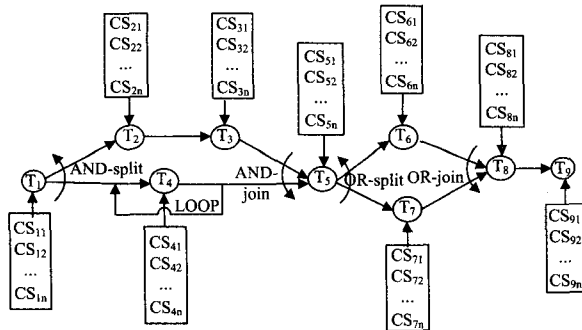 CS21
CS22
...
CS2n
CS31
CS32
...
CS3n
CS51
CS52
...
CS5n
CS61
CS62
...
CS6n
CS81
CS82
...
CS8n
T2
T3
T6
AND-split
T1
T4
AND-
join
T5
OR-split
OR-join
T8
T9
LOOP
T7
CS11
CS12
...
CS1n
CS41
CS42
...
CS4n
CS71
CS72
...
CS7n
CS91
CS92
...
CS9n